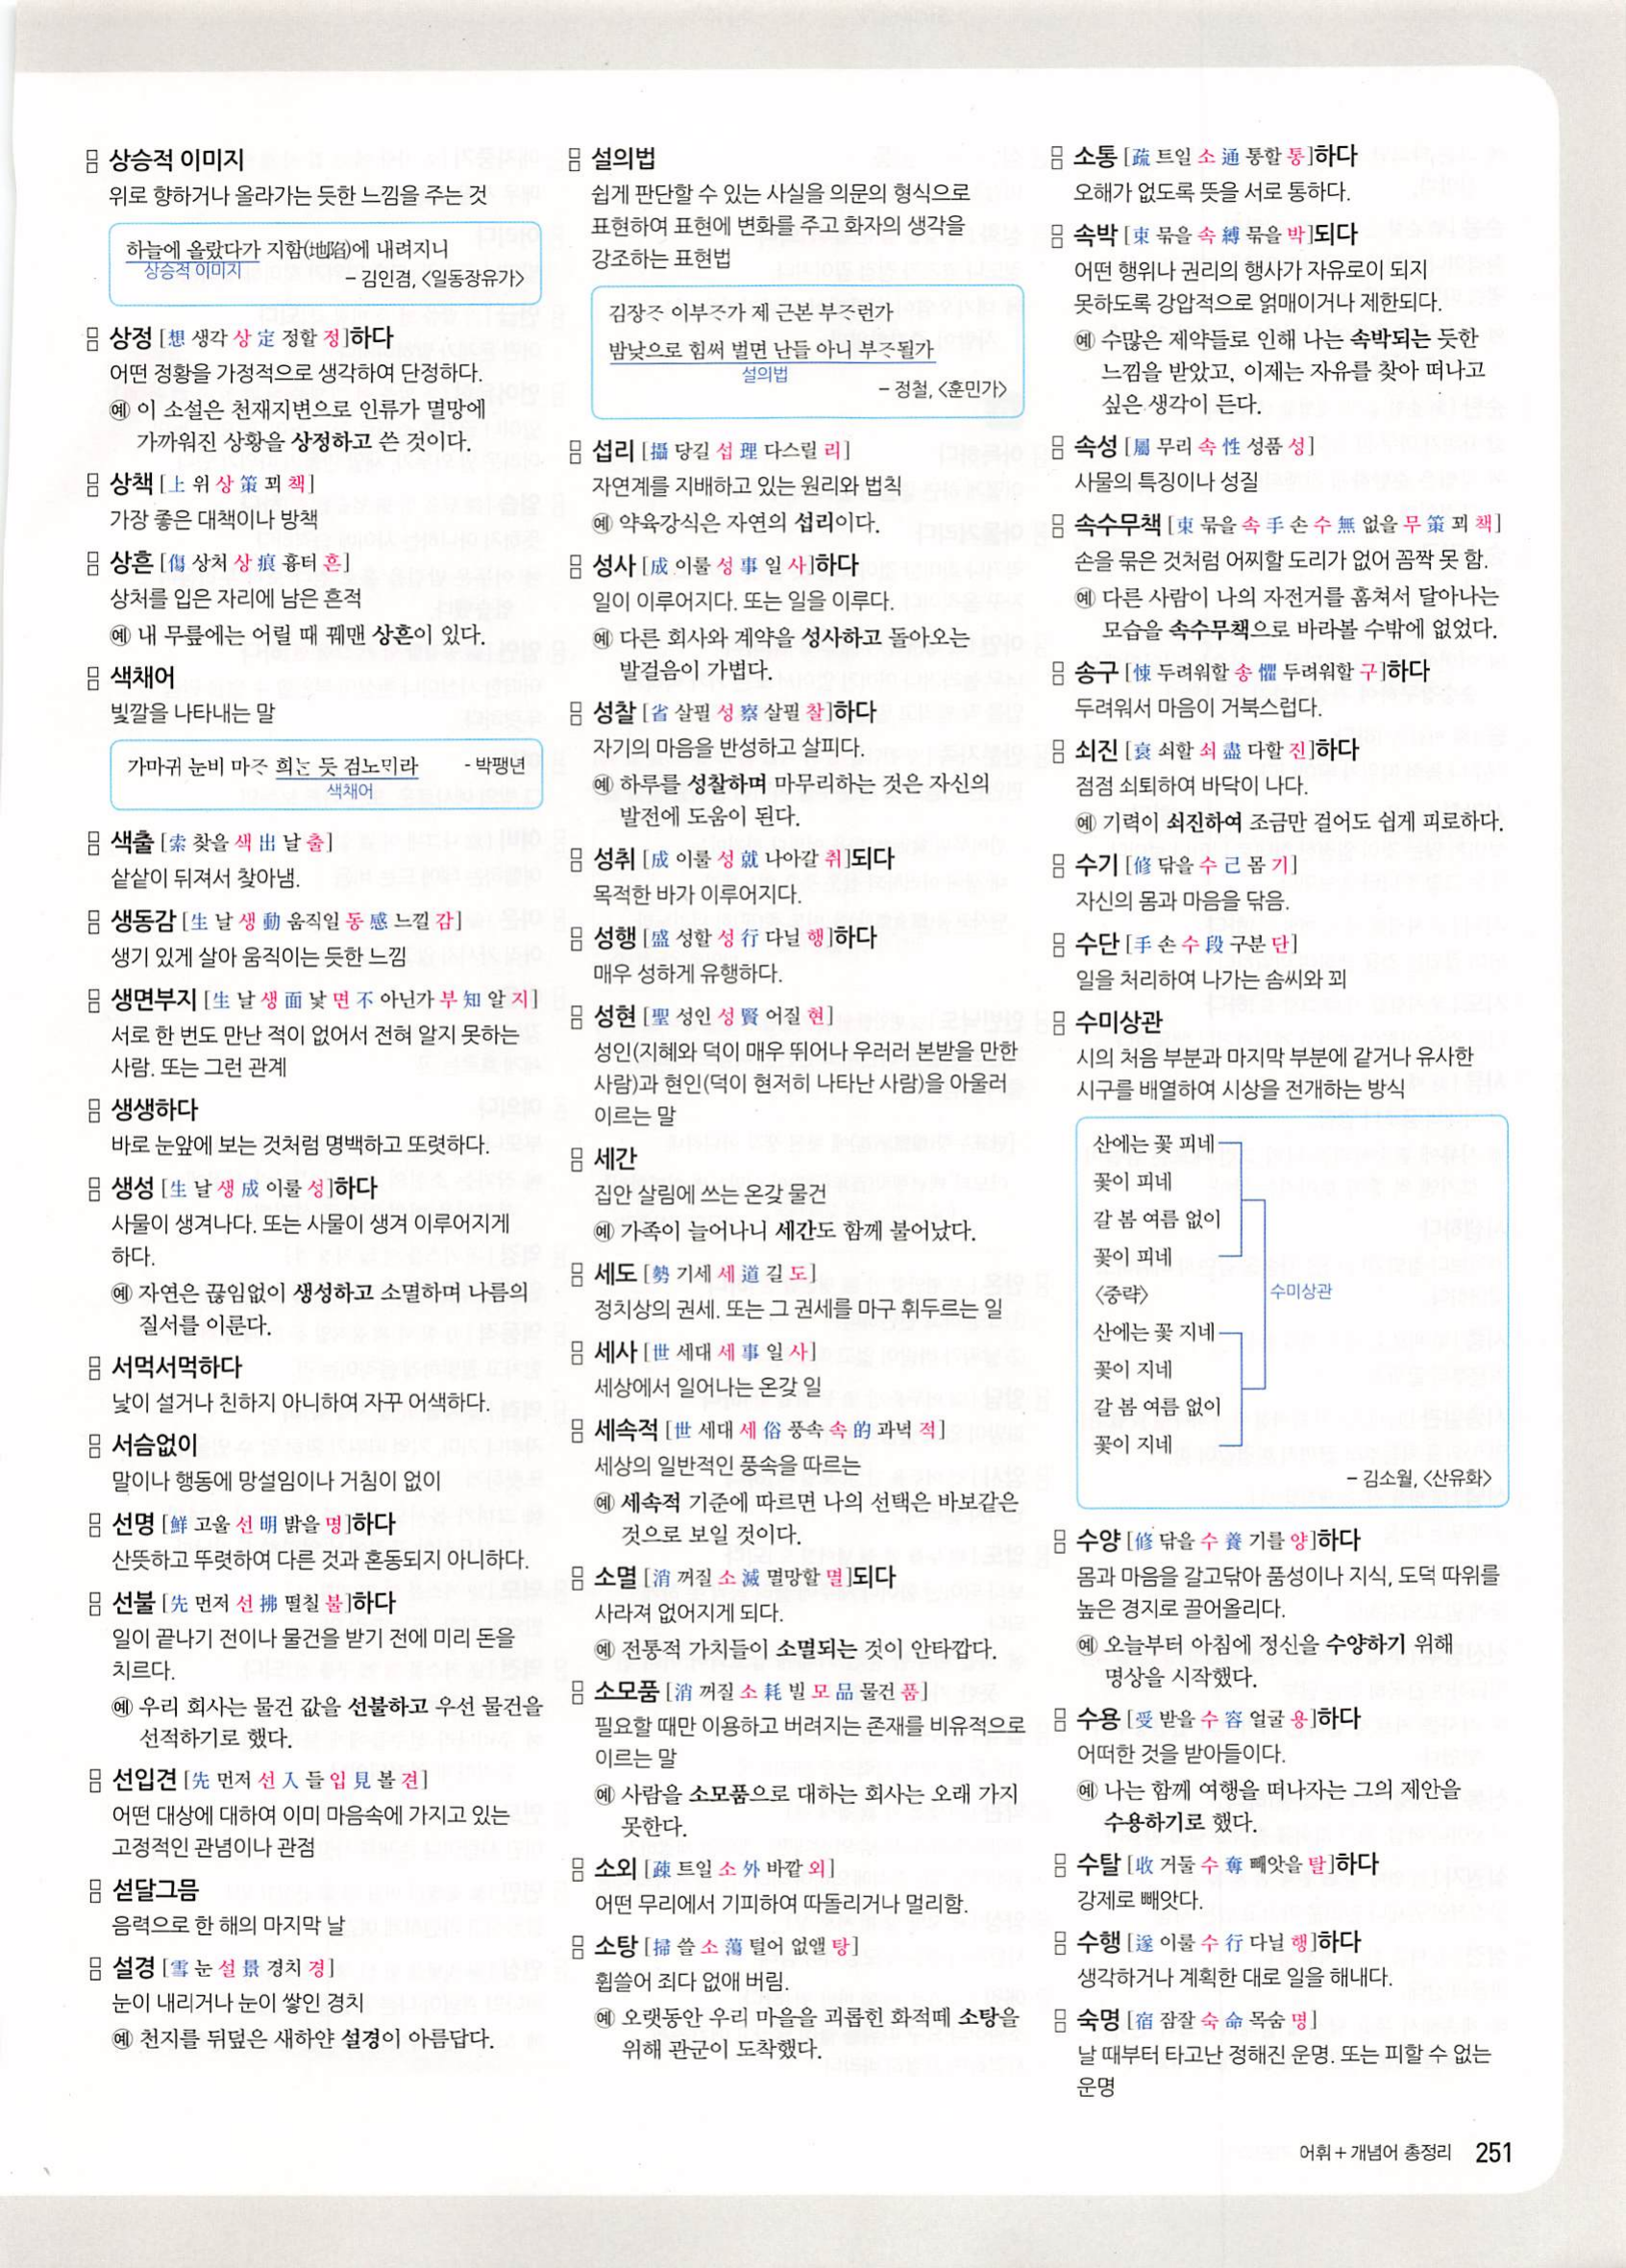 상승적 이미지
위로 향하거나 올라가는 듯한 느낌을 주는 것
하늘에 올랐다가 지함(地陷)에 내려지니
상승적 이미지
– 김인겸, <일동장유가>
상정 [想 생각 상 定 정할 정]하다
어떤 정황을 가정적으로 생각하여 단정하다.
예 이 소설은 천재지변으로 인류가 멸망에
가까워진 상황을 상정하고 쓴 것이다.
상책 [上 위 상 策 꾀 책]
가장 좋은 대책이나 방책
상흔 [傷 상처 상 痕 흉터 흔]
상처를 입은 자리에 남은 흔적
예 내 무릎에는 어릴 때 꿰맨 상흔이 있다.
색채어
빛깔을 나타내는 말
가마귀 눈비 마즈 희는 듯 검노미라 - 박팽년
색채어
색출 [索 찾을 색 出 날 출]
샅샅이 뒤져서 찾아냄.
생동감 [生 날 생 動 움직일 동 感 느낄 감]
생기 있게 살아 움직이는 듯한 느낌
생면부지 [生 날 생 面 낯 면 不 아닌가 부 知 알 지]
서로 한 번도 만난 적이 없어서 전혀 알지 못하는
사람. 또는 그런 관계
생생하다
바로 눈앞에 보는 것처럼 명백하고 또렷하다.
생성 [生 날 생 成 이룰 성]하다
사물이 생겨나다. 또는 사물이 생겨 이루어지게
하다.
예 자연은 끊임없이 생성하고 소멸하며 나름의
질서를 이룬다.
서먹서먹하다
낯이 설거나 친하지 아니하여 자꾸 어색하다.
서슴없이
말이나 행동에 망설임이나 거침이 없이
선명 [鮮 고울 선 明 밝을 명]하다
산뜻하고 뚜렷하여 다른 것과 혼동되지 아니하다.
선불 [先 먼저 선 拂 떨칠 불]하다
일이 끝나기 전이나 물건을 받기 전에 미리 돈을
치르다.
예 우리 회사는 물건 값을 선불하고 우선 물건을
선적하기로 했다.
선입견 [先 먼저 선 入 들 입 見 볼 견]
어떤 대상에 대하여 이미 마음속에 가지고 있는
고정적인 관념이나 관점
섣달그믐
음력으로 한 해의 마지막 날
설경 [雪 눈 설 景 경치 경]
눈이 내리거나 눈이 쌓인 경치
예 천지를 뒤덮은 새하얀 설경이 아름답다.
설의법
쉽게 판단할 수 있는 사실을 의문의 형식으로
표현하여 표현에 변화를 주고 화자의 생각을
강조하는 표현법
김장즈 이부즈가 제 근본 부즈런가
밤낮으로 힘써 벌면 난들 아니 부즈될가
설의법
– 정철, <훈민가>
섭리 [攝 당길 섭 理 다스릴 리]
자연계를 지배하고 있는 원리와 법칙
예 약육강식은 자연의 섭리이다.
성사 [成 이룰 성 事 일 사]하다
일이 이루어지다. 또는 일을 이루다.
예 다른 회사와 계약을 성사하고 돌아오는
발걸음이 가볍다.
성찰 [省 살필 성 察 살필 찰]하다
자기의 마음을 반성하고 살피다.
예 하루를 성찰하며 마무리하는 것은 자신의
발전에 도움이 된다.
성취 [成 이룰 성 就 나아갈 취]되다
목적한 바가 이루어지다.
성행 [盛 성할 성 行 다닐 행]하다
매우 성하게 유행하다.
성현 [聖 성인 성 賢 어질 현]
성인(지혜와 덕이 매우 뛰어나 우러러 본받을 만한
사람)과 현인(덕이 현저히 나타난 사람)을 아울러
이르는 말
세간
집안 살림에 쓰는 온갖 물건
예 가족이 늘어나니 세간도 함께 불어났다.
세도 [勢 기세 세 道 길 도]
정치상의 권세. 또는 그 권세를 마구 휘두르는 일
세사 [世 세대 세 事 일 사]
세상에서 일어나는 온갖 일
세속적 [世 세대 세 俗 풍속 속 的 과녁 적]
세상의 일반적인 풍속을 따르는
예 세속적 기준에 따르면 나의 선택은 바보같은
것으로 보일 것이다.
소멸 [消 꺼질 소 滅 멸망할 멸]되다
사라져 없어지게 되다.
예 전통적 가치들이 소멸되는 것이 안타깝다.
소모품 [消 꺼질 소 耗 빌 모 品 물건 품]
필요할 때만 이용하고 버려지는 존재를 비유적으로
이르는 말
예 사람을 소모품으로 대하는 회사는 오래 가지
못한다.
소외 [疎 트일 소 外 바깥 외]
어떤 무리에서 기피하여 따돌리거나 멀리함.
소탕 [掃 쓸 소 蕩 털어 없앨 탕]
휩쓸어 죄다 없애 버림.
예 오랫동안 우리 마을을 괴롭힌 화적떼 소탕을
위해 관군이 도착했다.
소통 [疏 트일 소 通 통할 통]하다
오해가 없도록 뜻을 서로 통하다.
속박 [束 묶을 속 縛 묶을 박]되다
어떤 행위나 권리의 행사가 자유로이 되지
못하도록 강압적으로 얽매이거나 제한되다.
예 수많은 제약들로 인해 나는 속박되는 듯한
느낌을 받았고, 이제는 자유를 찾아 떠나고
싶은 생각이 든다.
속성 [屬 무리 속 性 성품 성]
사물의 특징이나 성질
속수무책 [束 묶을 속 手 손 수 無 없을 무 策 꾀 책]
손을 묶은 것처럼 어찌할 도리가 없어 꼼짝 못 함.
예 다른 사람이 나의 자전거를 훔쳐서 달아나는
모습을 속수무책으로 바라볼 수밖에 없었다.
송구 [悚 두려워할 송 懼 두려워할 구]하다
두려워서 마음이 거북스럽다.
쇠진 [衰 쇠할 쇠 盡 다할 진]하다
점점 쇠퇴하여 바닥이 나다.
예 기력이 쇠진하여 조금만 걸어도 쉽게 피로하다.
수기 [修 닦을 수 己 몸 기]
자신의 몸과 마음을 닦음.
수단 [手 손 수 段 구분 단]
일을 처리하여 나가는 솜씨와 꾀
수미상관
시의 처음 부분과 마지막 부분에 같거나 유사한
시구를 배열하여 시상을 전개하는 방식
산에는 꽃 피네
꽃이 피네
갈 봄 여름 없이
꽃이 피네
<중략>
수미상관
산에는 꽃 지네
꽃이 지네
갈 봄 여름 없이
꽃이 지네
– 김소월, <산유화>
수양 [修 닦을 수 養 기를 양]하다
몸과 마음을 갈고닦아 품성이나 지식, 도덕 따위를
높은 경지로 끌어올리다.
예 오늘부터 아침에 정신을 수양하기 위해
명상을 시작했다.
수용 [受 받을 수 容 얼굴 용]하다
어떠한 것을 받아들이다.
예 나는 함께 여행을 떠나자는 그의 제안을
수용하기로 했다.
수탈 [收 거둘 수 奪 빼앗을 탈]하다
강제로 빼앗다.
수행 [遂 이룰 수 行 다닐 행]하다
생각하거나 계획한 대로 일을 해내다.
숙명 [宿 잠잘 숙 命 목숨 명]
날 때부터 타고난 정해진 운명. 또는 피할 수 없는
운명
어휘+개념어 총정리 251